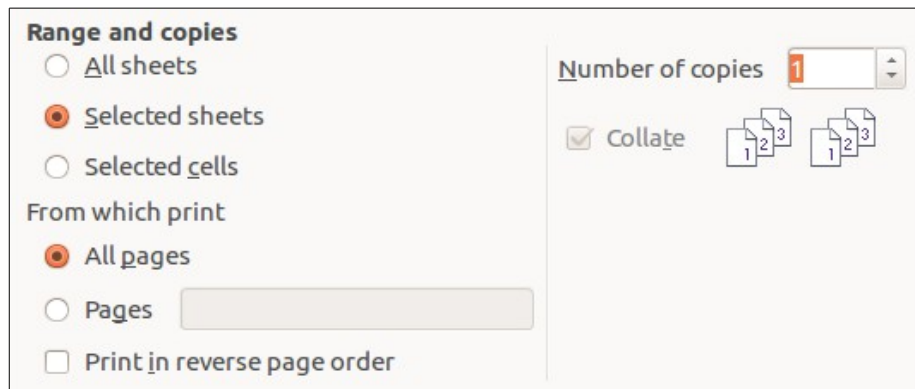 Range and copies
All sheets
Selected sheets
Selected cells
From which print
All pages
Pages
Print in reverse page order
Number of copies 1
Collate
1 2 3 1 2 3